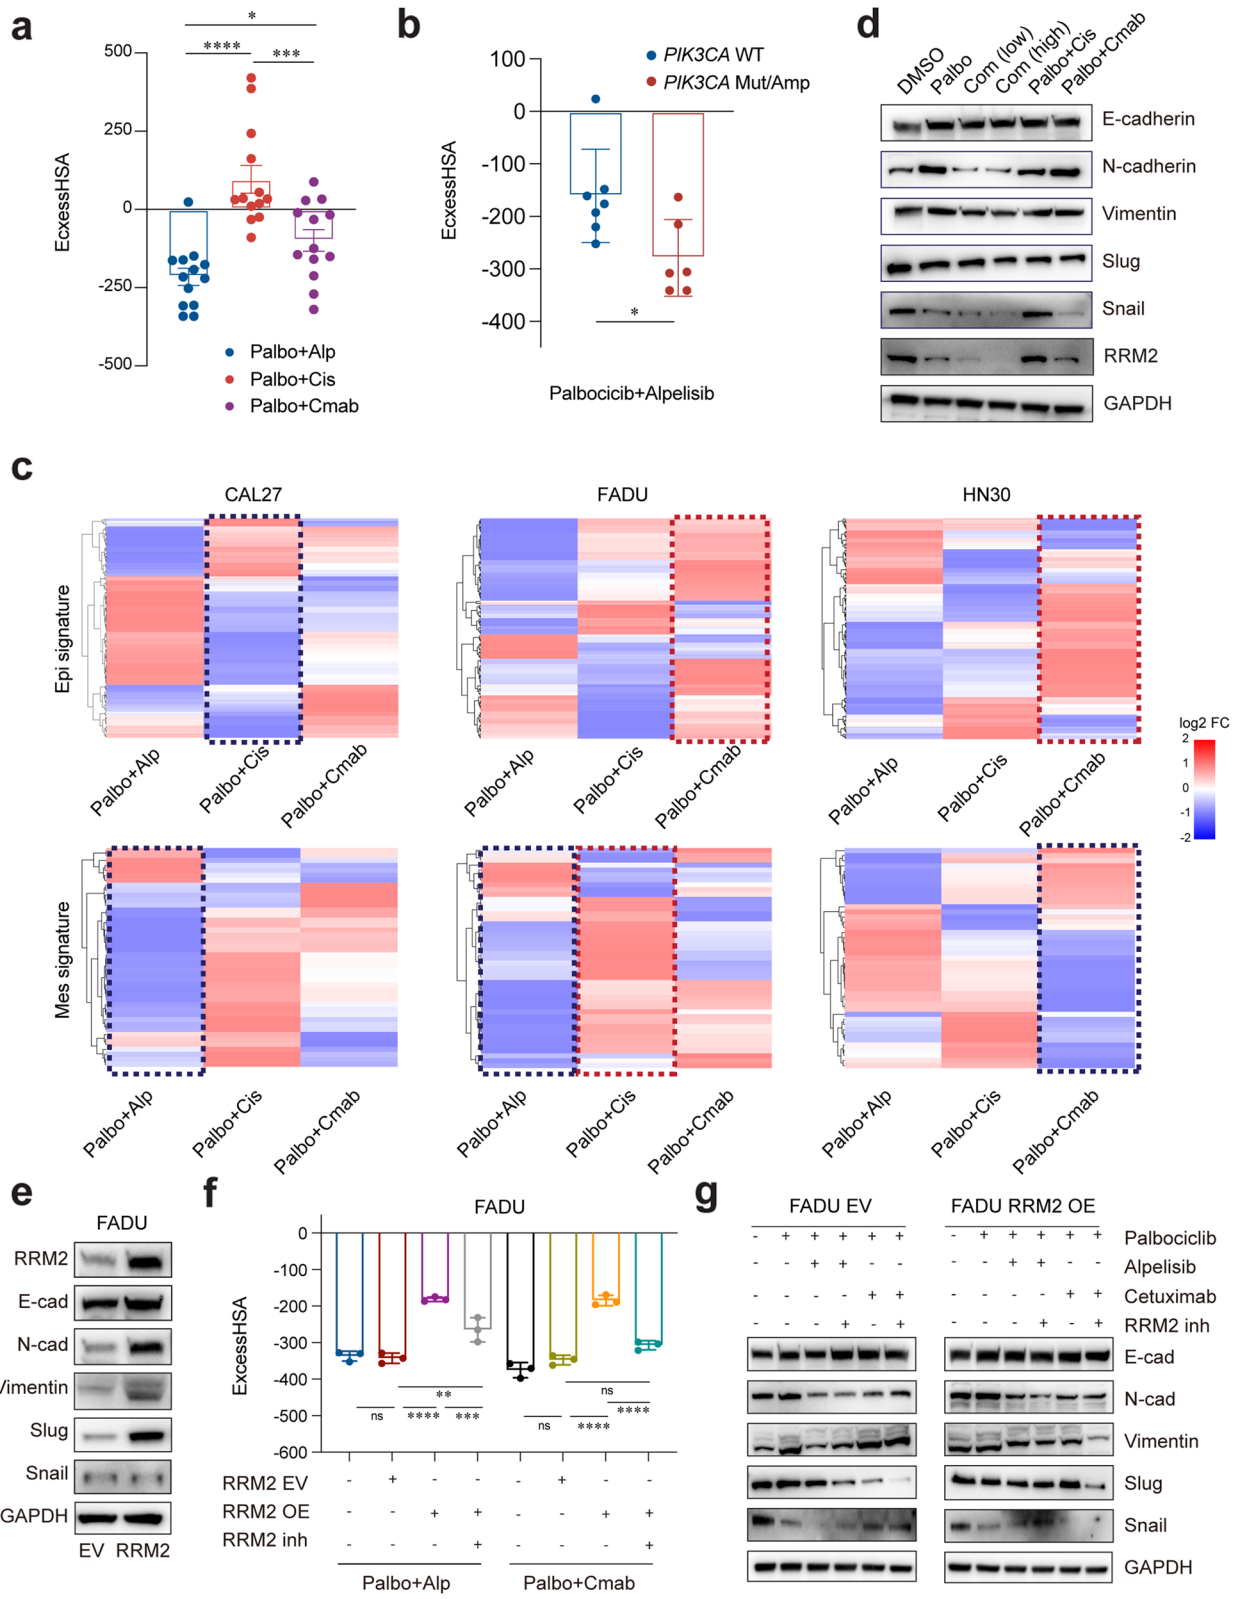 a
*
****
***
500
250
0
-250
-500
EcxessHSA
Palbo+Alp
Palbo+Cis
Palbo+Cmab
b
100
0
-100
-200
-300
-400
EcxessHSA
PIK3CA WT
PIK3CA Mut/Amp
*
Palbocicib+Alpelisib
d
DMSO
Palbo
Com (low)
Com (high)
Palbo+Cis
Palbo+Cmab
E-cadherin
N-cadherin
Vimentin
Slug
Snail
RRM2
GAPDH
c
CAL27
FADU
HN30
Epi signature
Palbo+Alp
Palbo+Cis
Palbo+Cmab
Palbo+Alp
Palbo+Cis
Palbo+Cmab
Palbo+Alp
Palbo+Cis
Palbo+Cmab
log2 FC
2
1
0
-1
-2
Mes signature
Palbo+Alp
Palbo+Cis
Palbo+Cmab
Palbo+Alp
Palbo+Cis
Palbo+Cmab
Palbo+Alp
Palbo+Cis
Palbo+Cmab
e
FADU
RRM2
E-cad
N-cad
Vimentin
Slug
Snail
GAPDH
EV RRM2
f
FADU
0
-100
-200
-300
-400
-500
-600
ExcessHSA
**
ns
****
***
ns
ns
****
****
RRM2 EV - + - - - + - -
RRM2 OE - - + + - - + +
RRM2 inh - - - + - - - +
Palbo+Alp
Palbo+Cmab
g
FADU EV
FADU RRM2 OE
- + + + + + - + + + + + Palbociclib
- - + + - - - - + + - - Alpelisib
- - - - + + - - - - + + Cetuximab
- - - + - + - - - + - + RRM2 inh
E-cad
N-cad
Vimentin
Slug
Snail
GAPDH